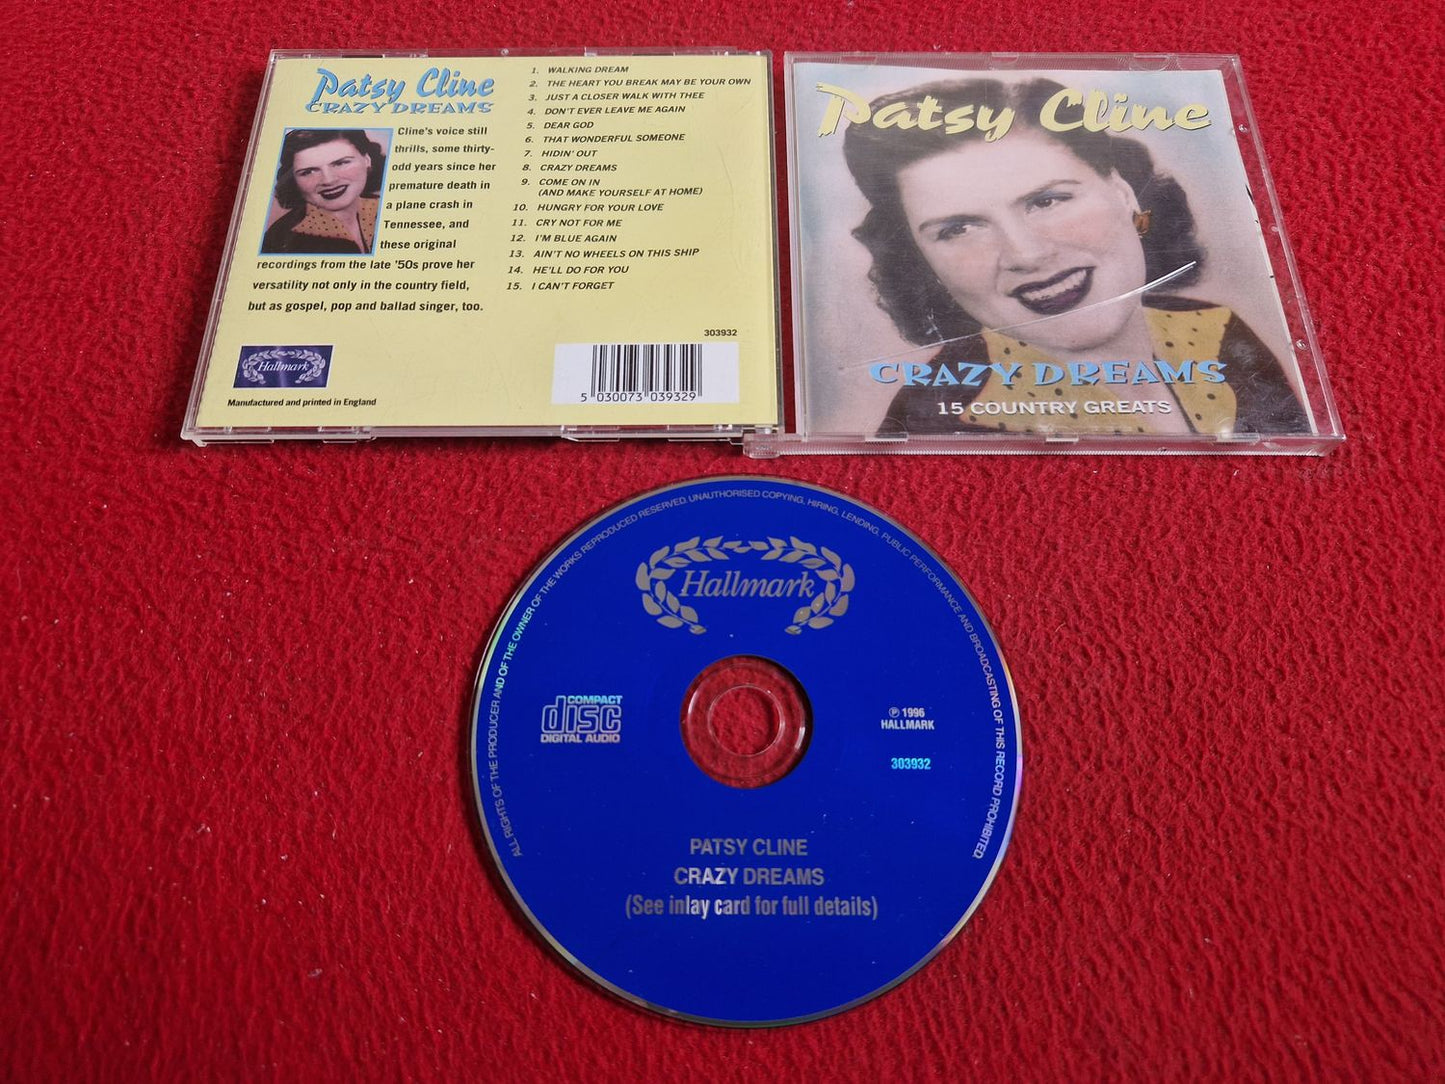 Patsy Cline
CRAZY DREAMS
Cline's voice still
thrills, some thirty-
odd years since her
premature death in
a plane crash in
Tennessee, and
these original
recordings from the late '50s prove her
versatility not only in the country field,
but as gospel, pop and ballad singer, too.
Hallmark
Manufactured and printed in England
1. WALKING DREAM
2. THE HEART YOU BREAK MAY BE YOUR OWN
3. JUST A CLOSER WALK WITH THEE
4. DON'T EVER LEAVE ME AGAIN
5. DEAR GOD
6. THAT WONDERFUL SOMEONE
7. HIDIN' OUT
8. CRAZY DREAMS
9. COME ON IN
(AND MAKE YOURSELF AT HOME)
10. HUNGRY FOR YOUR LOVE
11. CRY NOT FOR ME
12. I'M BLUE AGAIN
13. AIN'T NO WHEELS ON THIS SHIP
14. HE'LL DO FOR YOU
15. I CAN'T FORGET
303932
5 030073 039329
Patsy Cline
CRAZY DREAMS
15 COUNTRY GREATS
ALL RIGHTS OF THE PRODUCER AND OF THE OWNER OF THE WORKS REPRODUCED RESERVED. UNAUTHORISED COPYING, HIRING, LENDING, PUBLIC PERFORMANCE AND BROADCASTING OF THIS RECORD PROHIBITED.
Hallmark
COMPACT
disc
DIGITAL AUDIO
℗ 1996
HALLMARK
303932
PATSY CLINE
CRAZY DREAMS
(See inlay card for full details)